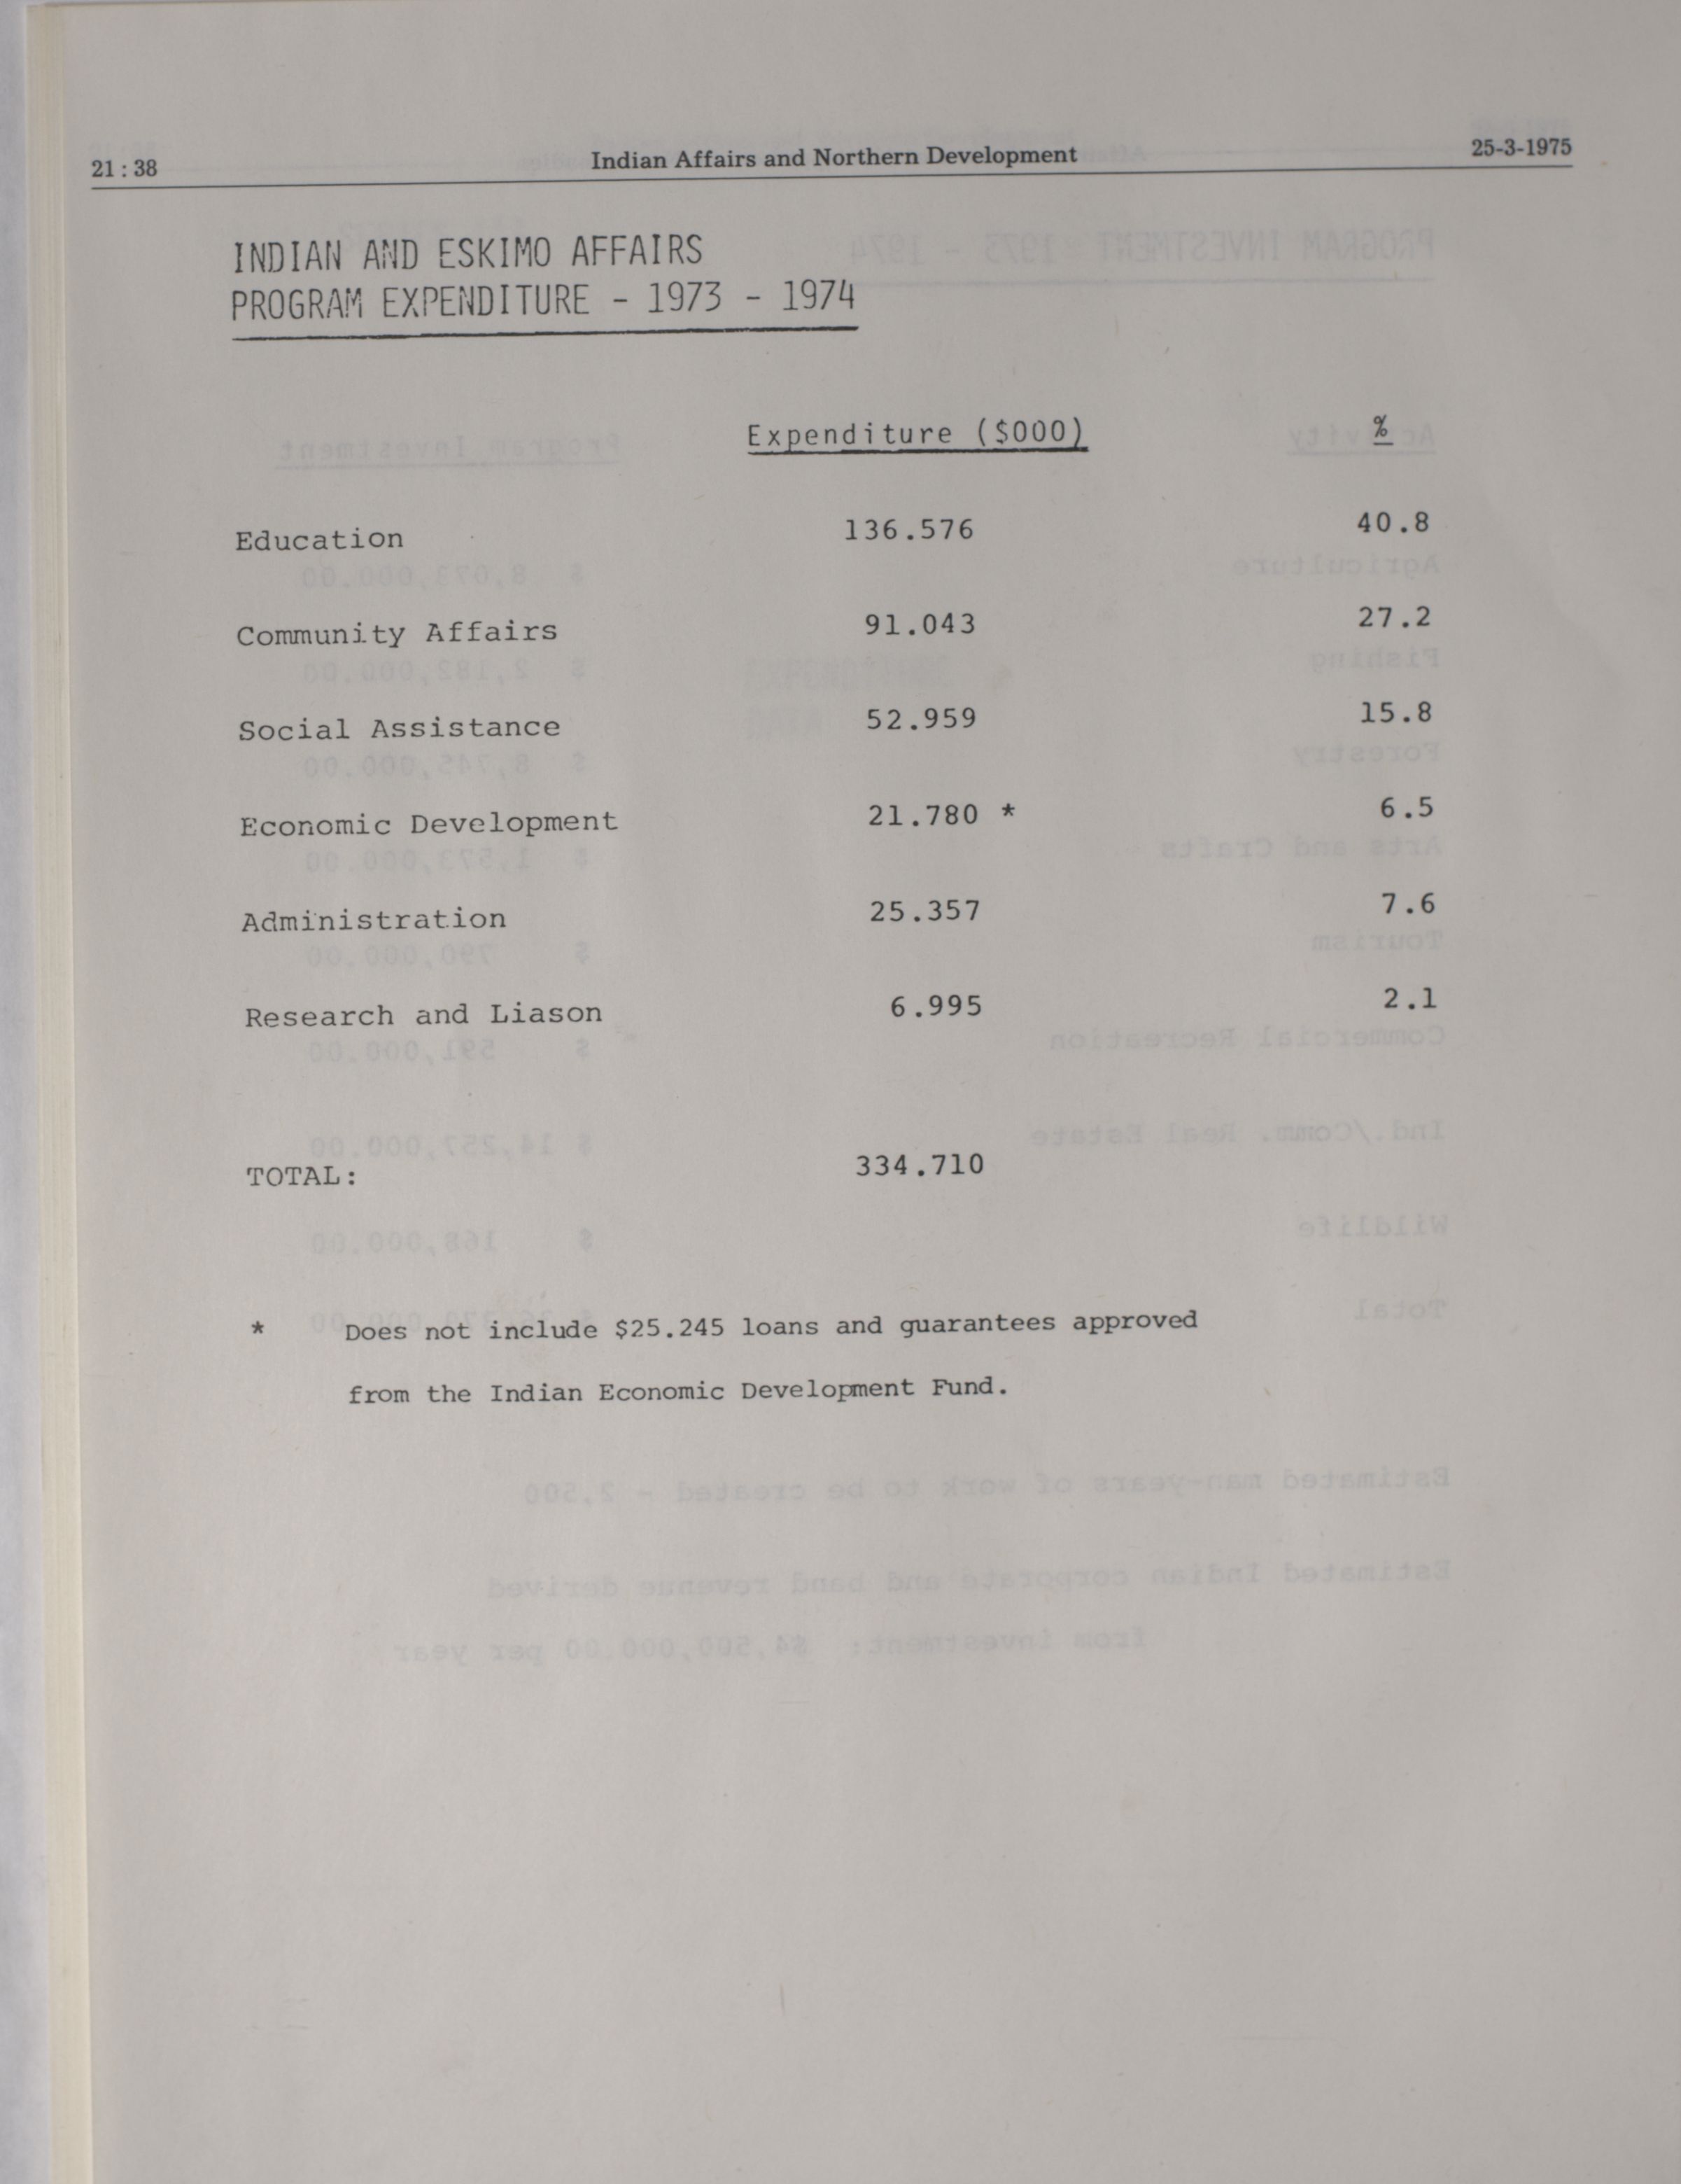 21 : 38 Indian Affairs and Northern Development 25-3-1975
INDIAN AND ESKIMO AFFAIRS
PROGRAM EXPENDITURE - 1973 - 1974
Expenditure ($000) %
Education 136.576 40.8
Community Affairs 91.043 27.2
Social Assistance 52.959 15.8
Economic Development 21.780 * 6.5
Administration 25.357 7.6
Research and Liason 6.995 2.1
TOTAL: 334.710
* Does not include $25.245 loans and guarantees approved
from the Indian Economic Development Fund.